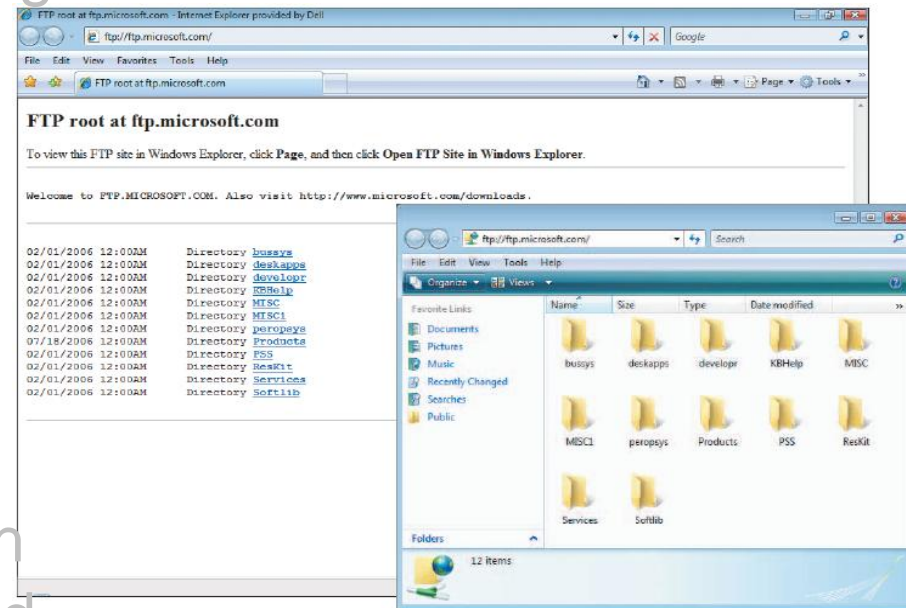 FTP root at ftp.microsoft.com - Internet Explorer provided by Dell
ftp://ftp.microsoft.com/
Google
File Edit View Favorites Tools Help
FTP root at ftp.microsoft.com
Page Tools
FTP root at ftp.microsoft.com
To view this FTP site in Windows Explorer, click Page, and then click Open FTP Site in Windows Explorer.
Welcome to FTP.MICROSOFT.COM. Also visit http://www.microsoft.com/downloads.
02/01/2006 12:00AM Directory bussys
02/01/2006 12:00AM Directory deskapps
02/01/2006 12:00AM Directory developr
02/01/2006 12:00AM Directory KBHelp
02/01/2006 12:00AM Directory MISC
02/01/2006 12:00AM Directory MISC1
02/01/2006 12:00AM Directory peropsys
07/18/2006 12:00AM Directory Products
02/01/2006 12:00AM Directory PSS
02/01/2006 12:00AM Directory ResKit
02/01/2006 12:00AM Directory Services
02/01/2006 12:00AM Directory Softlib
ftp://ftp.microsoft.com/
Search
File Edit View Tools Help
Organize Views
Favorite Links
Documents
Pictures
Music
Recently Changed
Searches
Public
Folders
Name Size Type Date modified
bussys deskapps developr KBHelp MISC
MISC1 peropsys Products PSS ResKit
Services Softlib
12 items